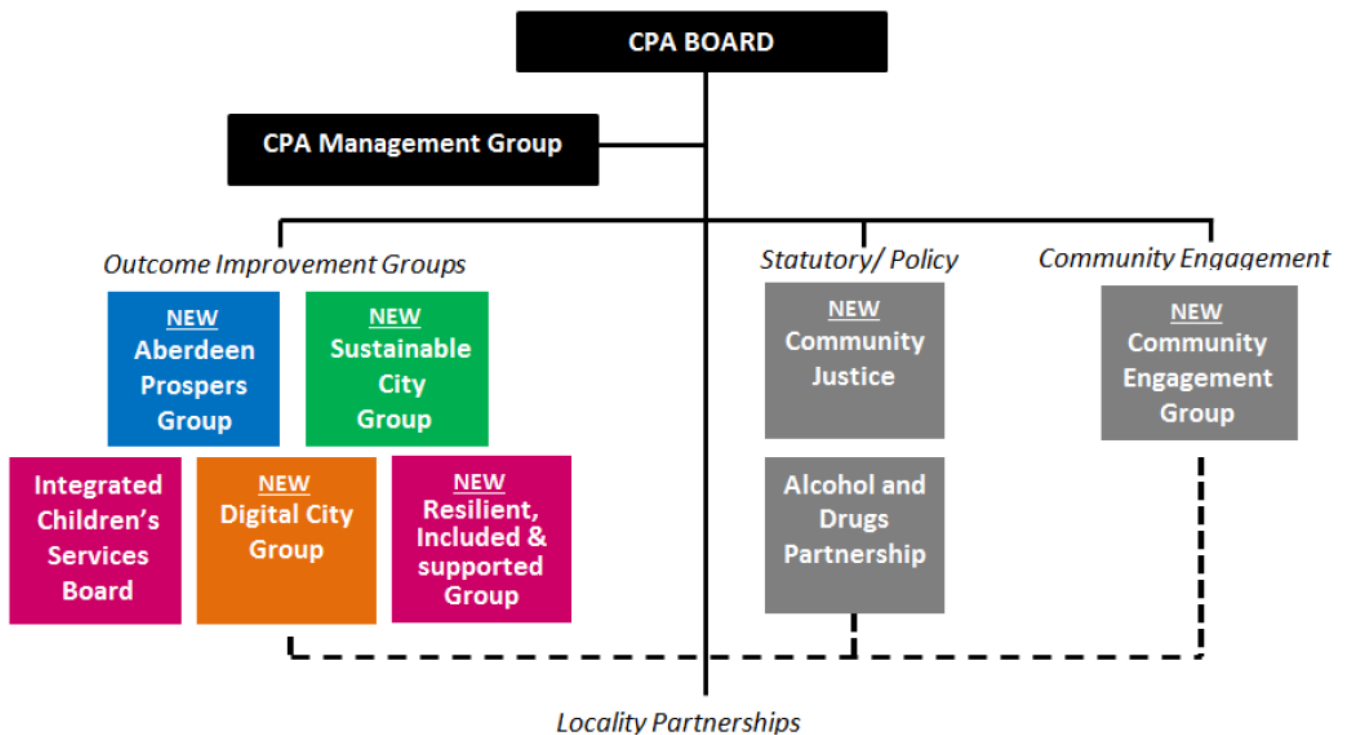 CPA BOARD
CPA Management Group
Outcome Improvement Groups
Statutory/ Policy
Community Engagement
NEW
Aberdeen
Prospers
Group
NEW
Sustainable
City
Group
NEW
Community
Justice
NEW
Community
Engagement
Group
Integrated
Children’s
Services
Board
NEW
Digital City
Group
NEW
Resilient,
Included &
supported
Group
Alcohol and
Drugs
Partnership
Locality Partnerships